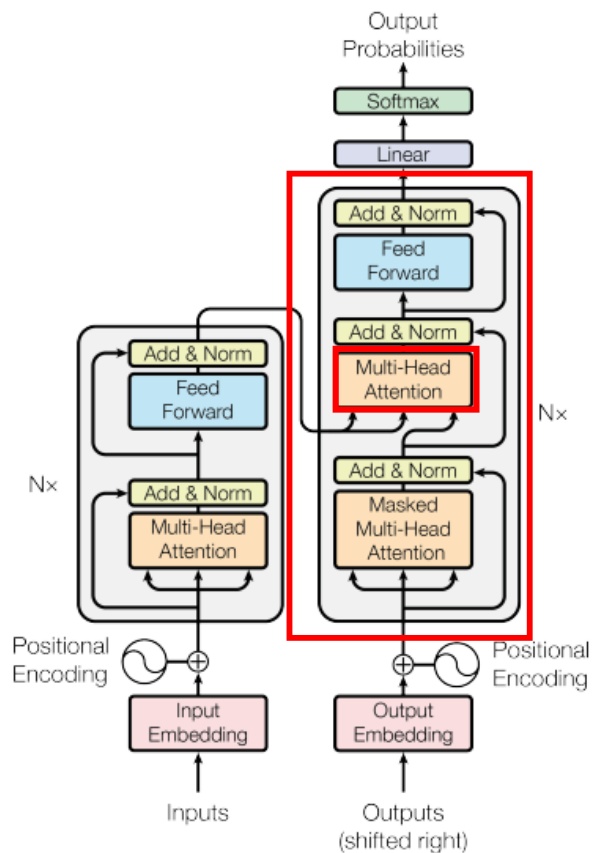 Output
Probabilities
Softmax
Linear
Add & Norm
Feed
Forward
Add & Norm
Multi-Head
Attention
Add & Norm
Masked
Multi-Head
Attention
Nx
Add & Norm
Feed
Forward
Add & Norm
Multi-Head
Attention
Nx
Positional
Encoding
Positional
Encoding
Input
Embedding
Output
Embedding
Inputs
Outputs
(shifted right)